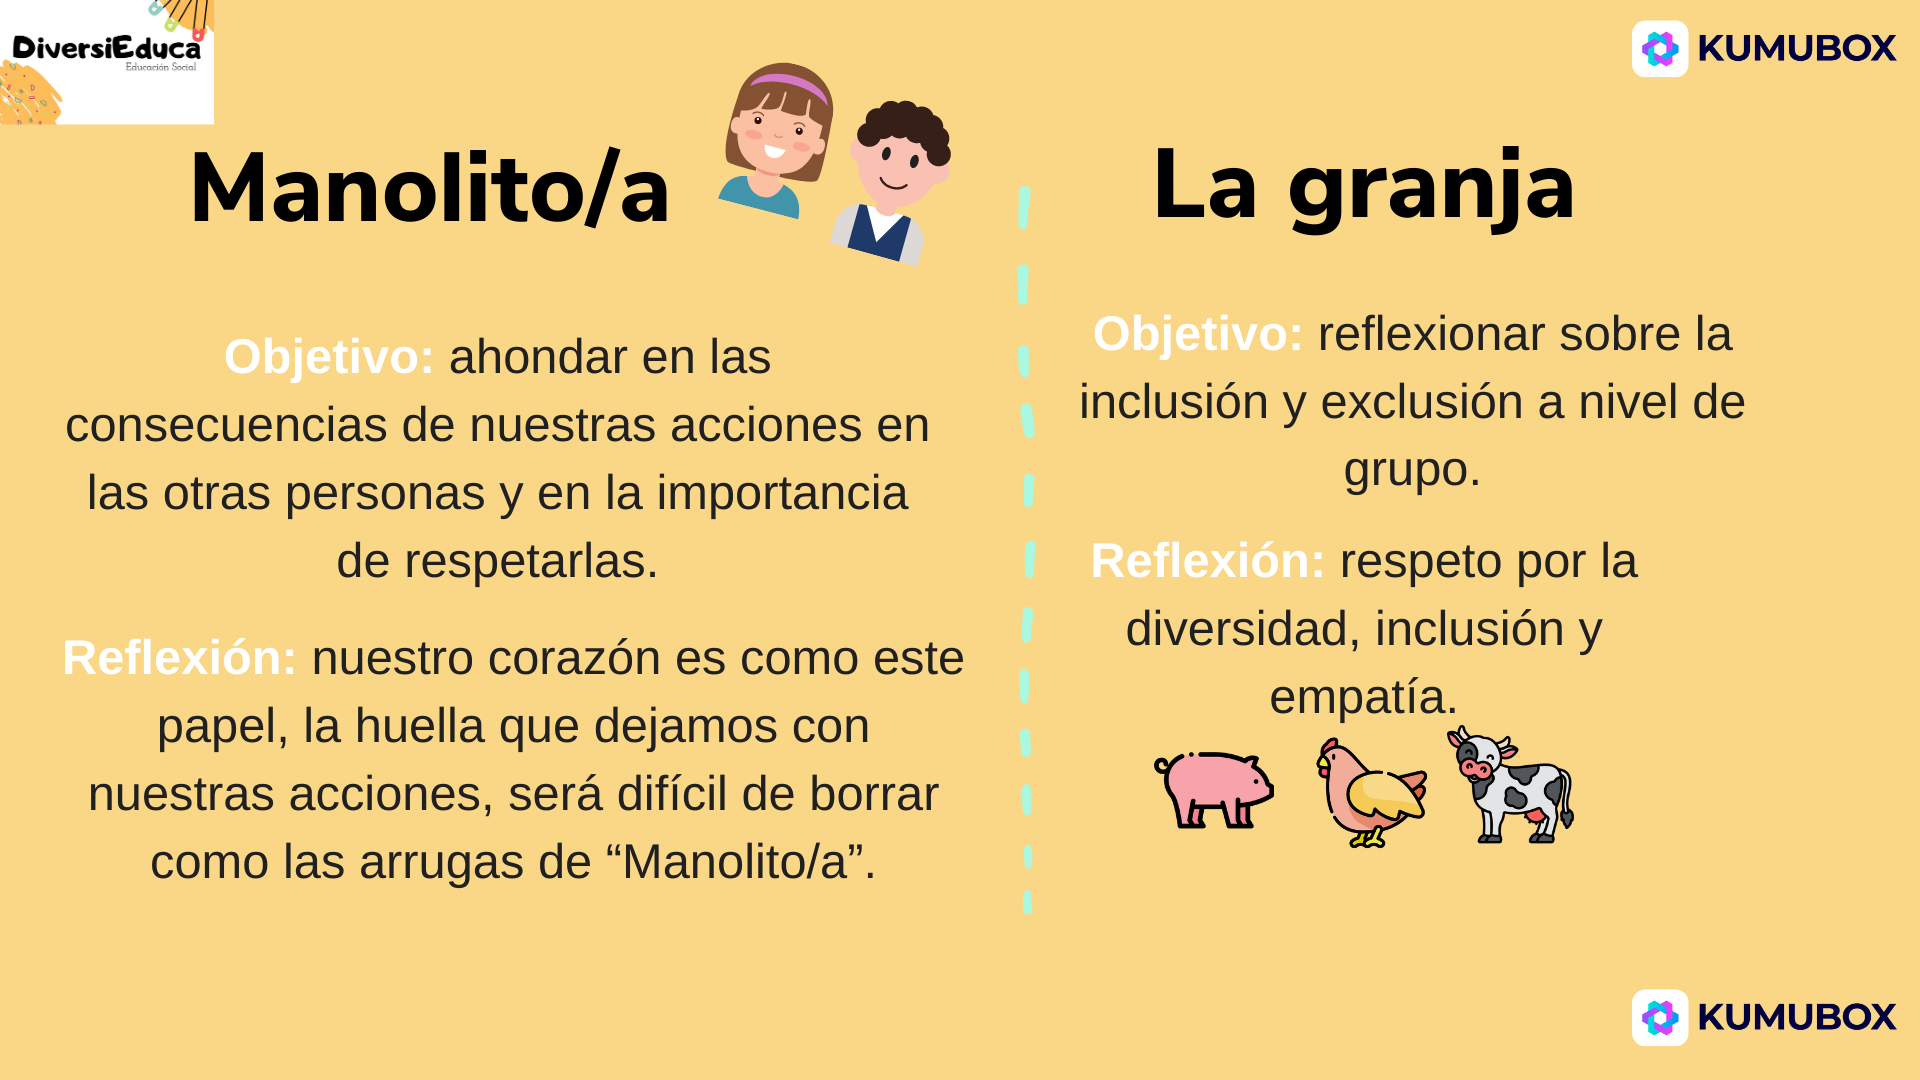 DiversiEduca
Educación Social
KUMUBOX
Manolito/a
Objetivo: ahondar en las
consecuencias de nuestras acciones en
las otras personas y en la importancia
de respetarlas.
Reflexión: nuestro corazón es como este
papel, la huella que dejamos con
nuestras acciones, será difícil de borrar
como las arrugas de “Manolito/a”.
La granja
Objetivo: reflexionar sobre la
inclusión y exclusión a nivel de
grupo.
Reflexión: respeto por la
diversidad, inclusión y
empatía.
KUMUBOX